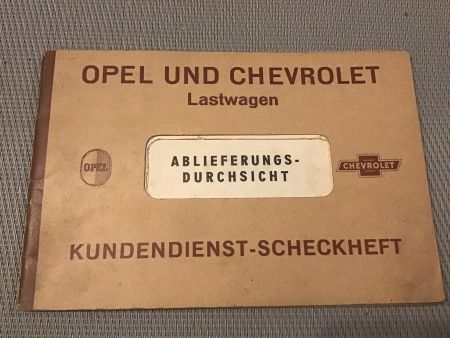 OPEL UND CHEVROLET
Lastwagen
ABLIEFERUNGS-
DURCHSICHT
OPEL
CHEVROLET
KUNDENDIENST-SCHECKHEFT